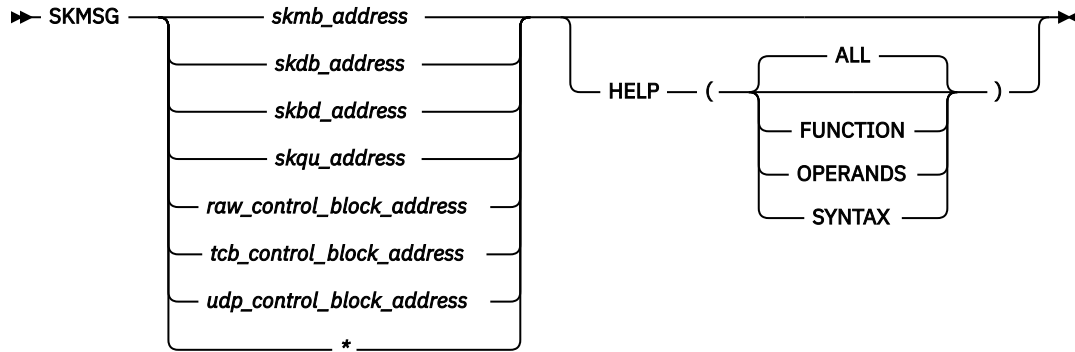 SKMSG skmb_address
skdb_address
skbd_address
skqu_address
raw_control_block_address
tcb_control_block_address
udp_control_block_address
*
HELP ( ALL )
FUNCTION
OPERANDS
SYNTAX